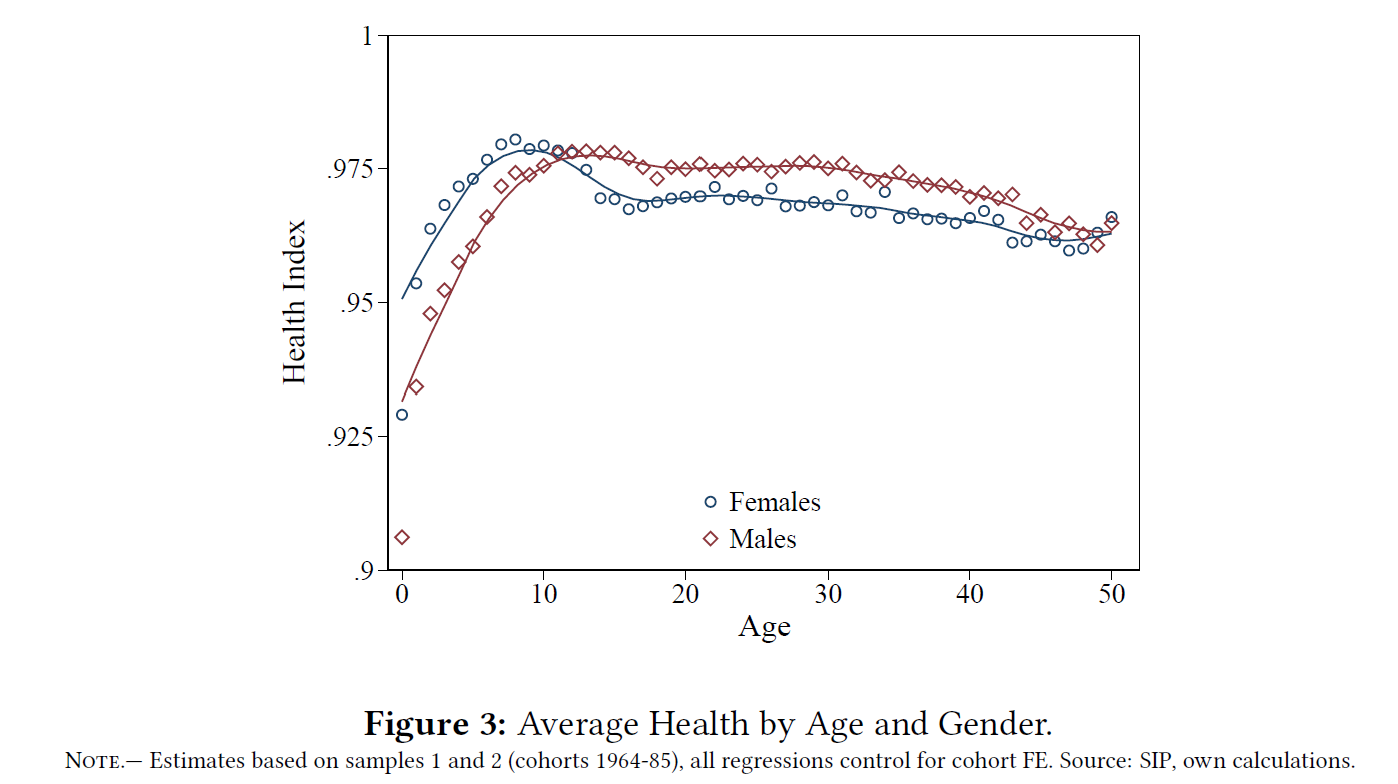 1
.975
.95
.925
.9
Health Index
Females
Males
0 10 20 30 40 50
Age
Figure 3: Average Health by Age and Gender.
Note.— Estimates based on samples 1 and 2 (cohorts 1964-85), all regressions control for cohort FE. Source: SIP, own calculations.